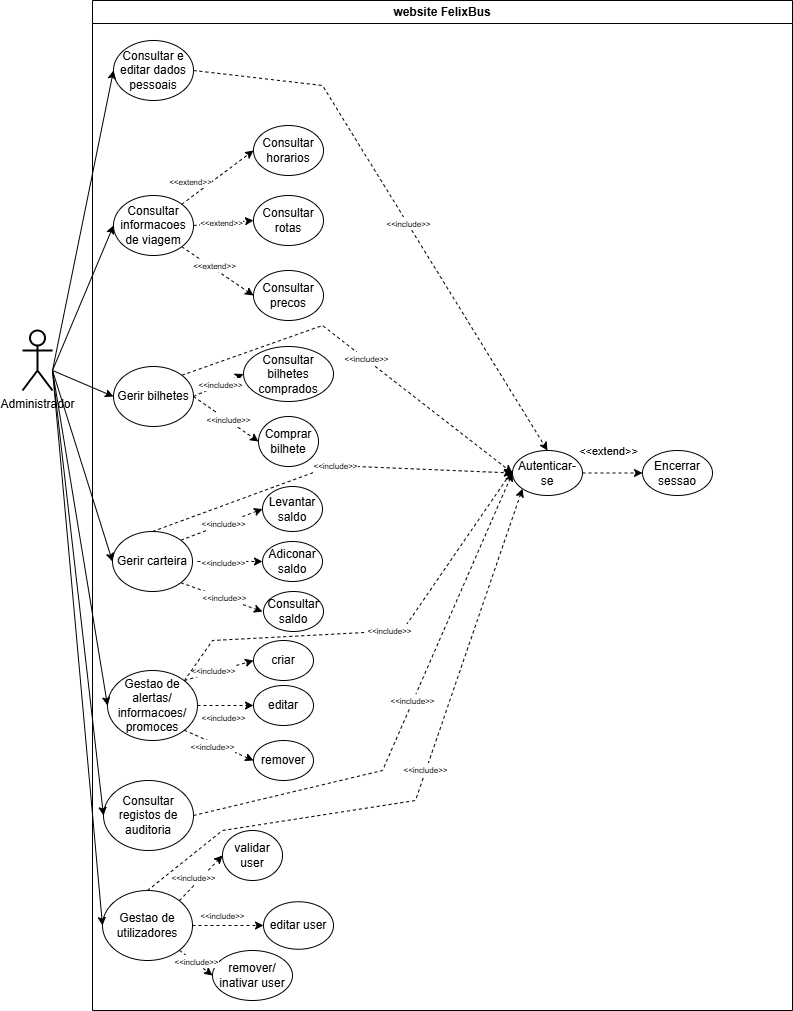 website FelixBus
Consultar e
editar dados
pessoais
Consultar
horarios
<<extend>>
Consultar
informacoes
de viagem
<<extend>>
Consultar
rotas
<<include>>
<<extend>>
Consultar
precos
Administrador
Gerir bilhetes
<<include>>
Consultar
bilhetes
comprados
<<include>>
<<include>>
Comprar
bilhete
Autenticar-
se
<<extend>>
Encerrar
sessao
<<include>>
Levantar
saldo
<<include>>
Gerir carteira
<<include>>
Adiconar
saldo
<<include>>
Consultar
saldo
<<include>>
Gestao de
alertas/
informacoes/
promoces
<<include>>
criar
<<include>>
editar
<<include>>
remover
<<include>>
Consultar
registos de
auditoria
<<include>>
validar
user
<<include>>
Gestao de
utilizadores
<<include>>
editar user
<<include>>
remover/
inativar user